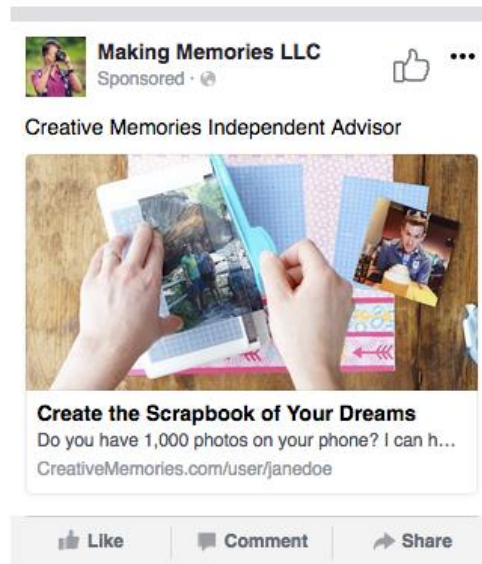 Making Memories LLC
Sponsored ·
Creative Memories Independent Advisor
Create the Scrapbook of Your Dreams
Do you have 1,000 photos on your phone? I can h...
CreativeMemories.com/user/janedoe
Like Comment Share